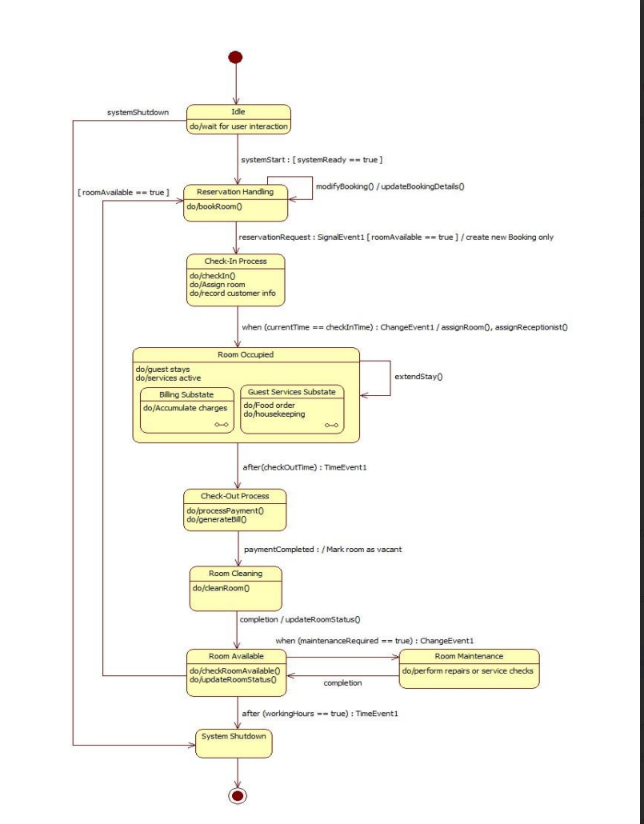 systemShutdown
Idle
do/wait for user interaction
systemStart : [ systemReady == true ]
[ roomAvailable == true ]
Reservation Handling
do/bookRoom()
modifyBooking() / updateBookingDetails()
reservationRequest : SignalEvent1 [ roomAvailable == true ] / create new Booking only
Check-In Process
do/checkIn()
do/Assign room
do/record customer info
when (currentTime == checkInTime) : ChangeEvent1 / assignRoom(), assignReceptionist()
Room Occupied
do/guest stays
do/services active
Billing Substate
do/Accumulate charges
Guest Services Substate
do/Food order
do/housekeeping
extendStay()
after(checkOutTime) : TimeEvent1
Check-Out Process
do/processPayment()
do/generateBill()
paymentCompleted : / Mark room as vacant
Room Cleaning
do/cleanRoom()
completion / updateRoomStatus()
when (maintenanceRequired == true) : ChangeEvent1
Room Available
do/checkRoomAvailable()
do/updateRoomStatus()
Room Maintenance
do/perform repairs or service checks
completion
after (workingHours == true) : TimeEvent1
System Shutdown